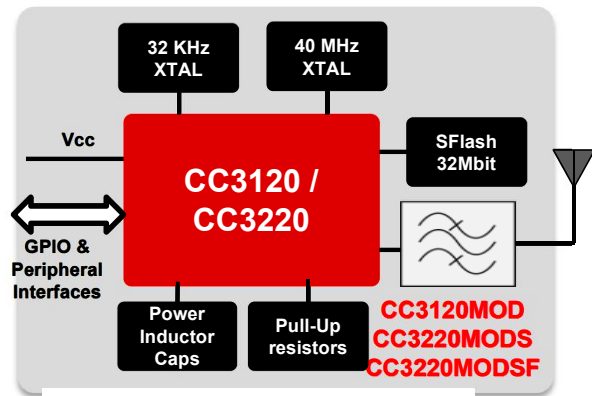 32 KHz
XTAL
40 MHz
XTAL
Vcc
SFlash
32Mbit
CC3120 /
CC3220
GPIO &
Peripheral
Interfaces
Power
Inductor
Caps
Pull-Up
resistors
CC3120MOD
CC3220MODS
CC3220MODSF